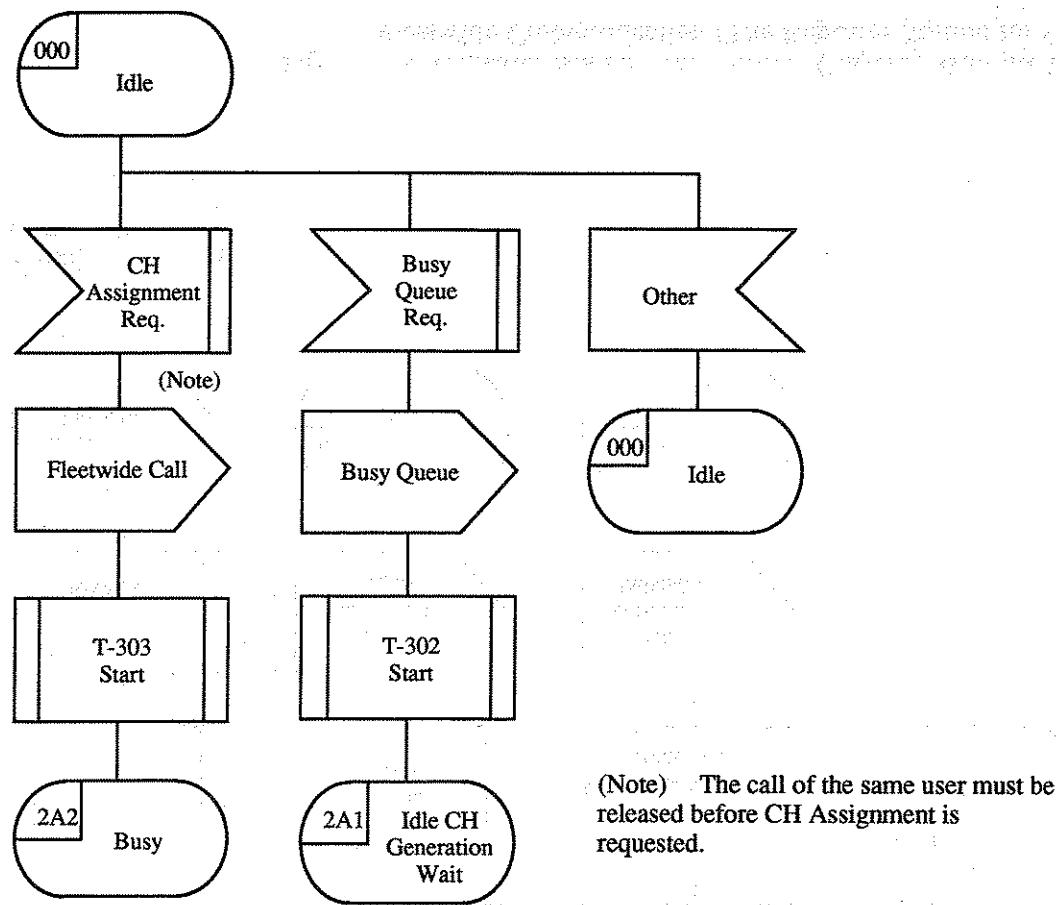 000
Idle
CH
Assignment
Req.
Busy
Queue
Req.
Other
(Note)
Fleetwide Call
Busy Queue
000
Idle
T-303
Start
T-302
Start
2A2
Busy
2A1
Idle CH
Generation
Wait
(Note) The call of the same user must be
released before CH Assignment is
requested.